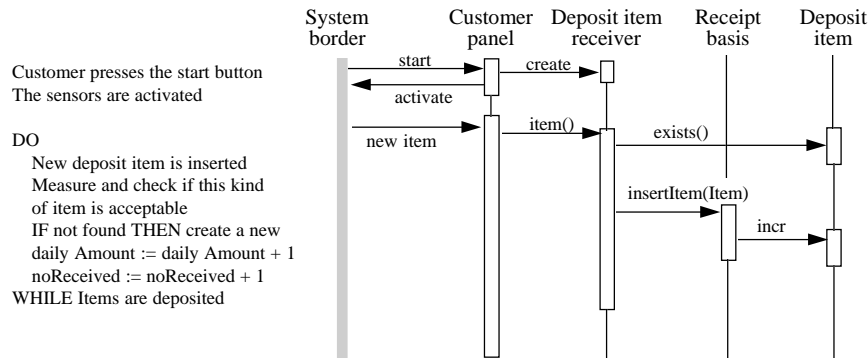 System border
Customer panel
Deposit item receiver
Receipt basis
Deposit item
start
create
Customer presses the start button
The sensors are activated
activate
DO
new item
item()
exists()
New deposit item is inserted
Measure and check if this kind
of item is acceptable
insertItem(Item)
IF not found THEN create a new
incr
daily Amount := daily Amount + 1
noReceived := noReceived + 1
WHILE Items are deposited